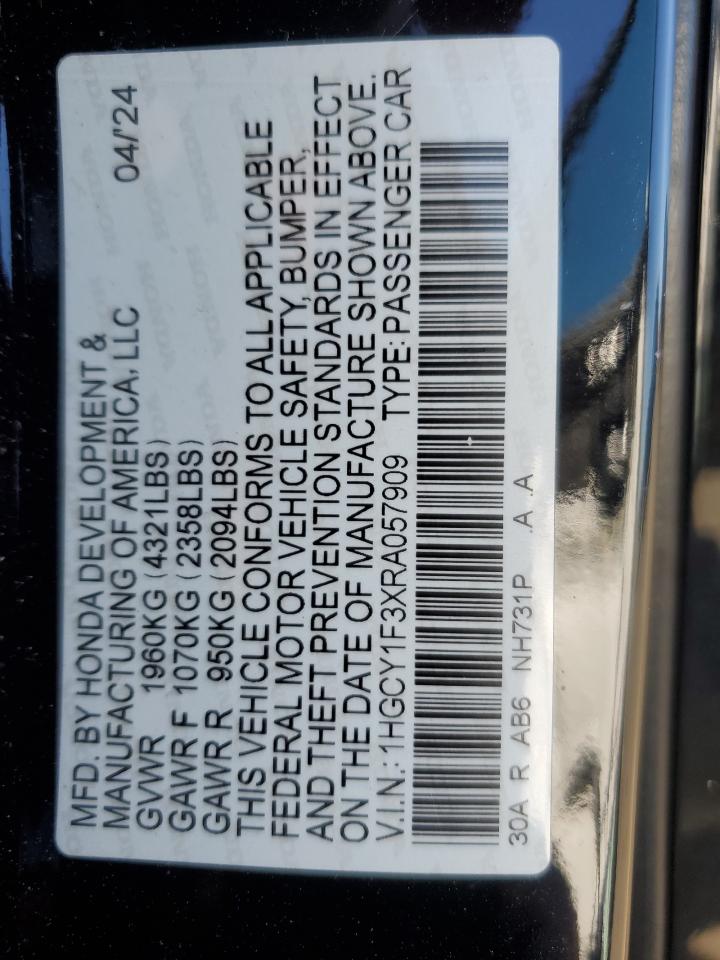 MFD. BY HONDA DEVELOPMENT &
MANUFACTURING OF AMERICA, LLC 04/'24
GVWR 1960KG (4321LBS)
GAWR F 1070KG (2358LBS)
GAWR R 950KG (2094LBS)
THIS VEHICLE CONFORMS TO ALL APPLICABLE
FEDERAL MOTOR VEHICLE SAFETY, BUMPER,
AND THEFT PREVENTION STANDARDS IN EFFECT
ON THE DATE OF MANUFACTURE SHOWN ABOVE.
V.I.N.: 1HGCY1F3XRA057909 TYPE: PASSENGER CAR
30A R AB6 NH731P .A .A